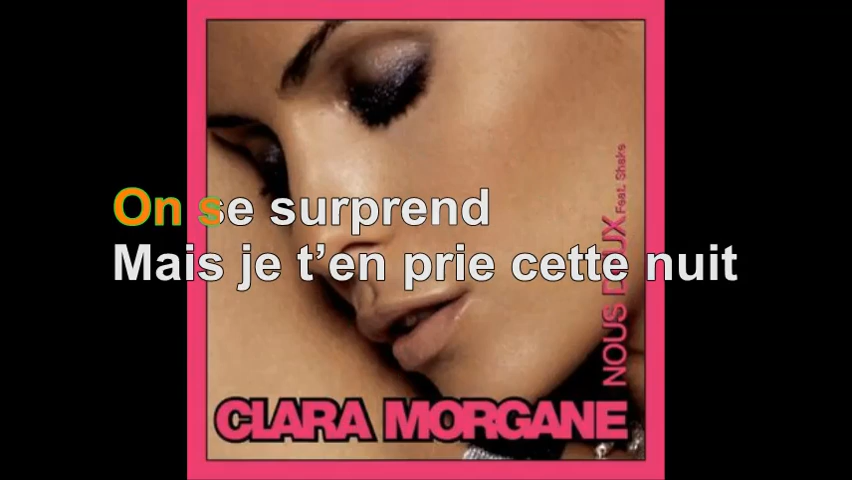 On se surprend
Mais je t’en prie cette nuit
NOUS DEUX Feat. Shake
CLARA MORGANE